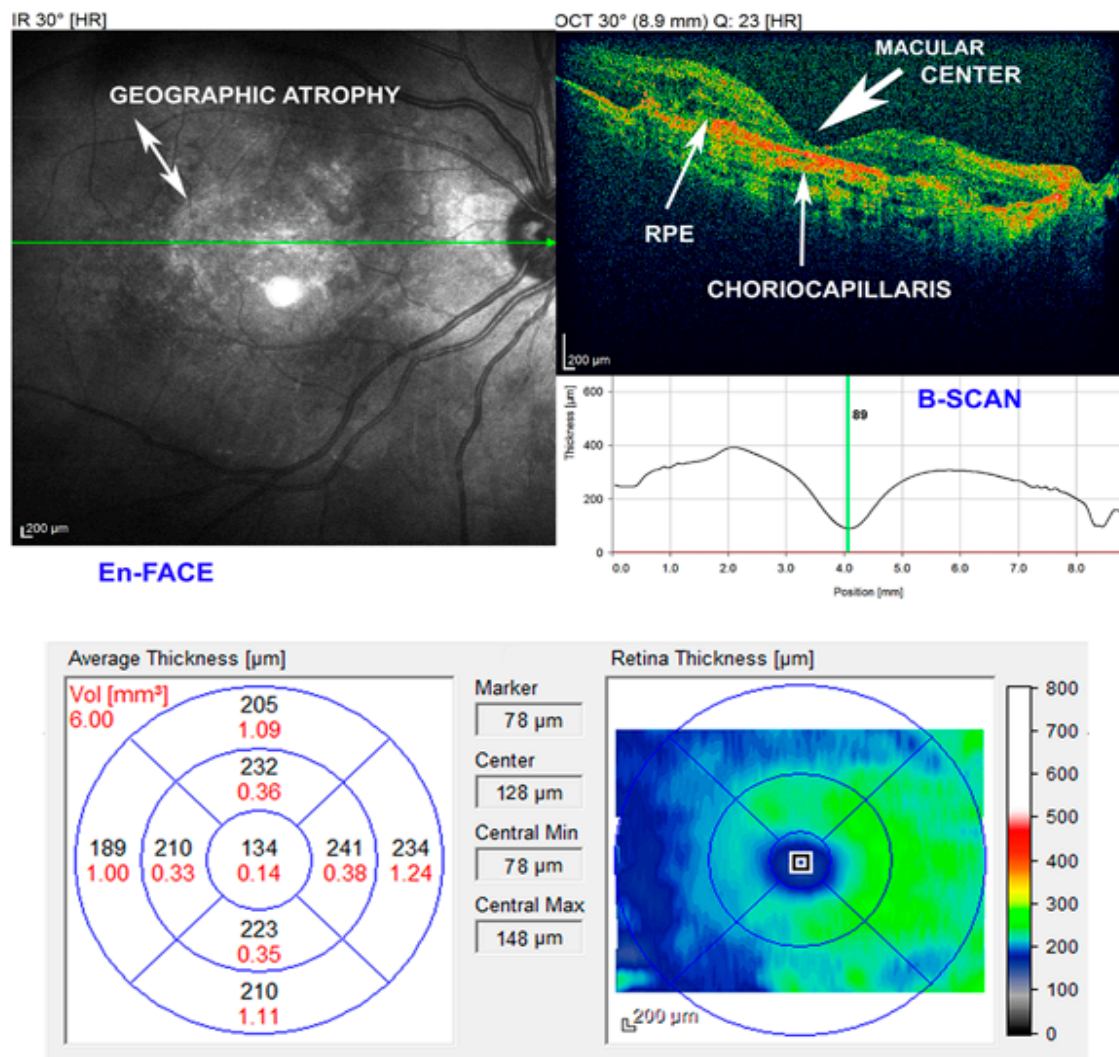 IR 30° [HR]
GEOGRAPHIC ATROPHY
200 µm
En-FACE
OCT 30° (8.9 mm) Q: 23 [HR]
MACULAR
CENTER
RPE
CHORIOCAPILLARIS
200 µm
B-SCAN
89
Thickness [µm]
600
400
200
0
0.0 1.0 2.0 3.0 4.0 5.0 6.0 7.0 8.0
Position [mm]
Average Thickness [µm]
Vol [mm³]
6.00
205
1.09
232
0.36
189 210 134 241 234
1.00 0.33 0.14 0.38 1.24
223
0.35
210
1.11
Marker
78 µm
Center
128 µm
Central Min
78 µm
Central Max
148 µm
Retina Thickness [µm]
200 µm
800
700
600
500
400
300
200
100
0